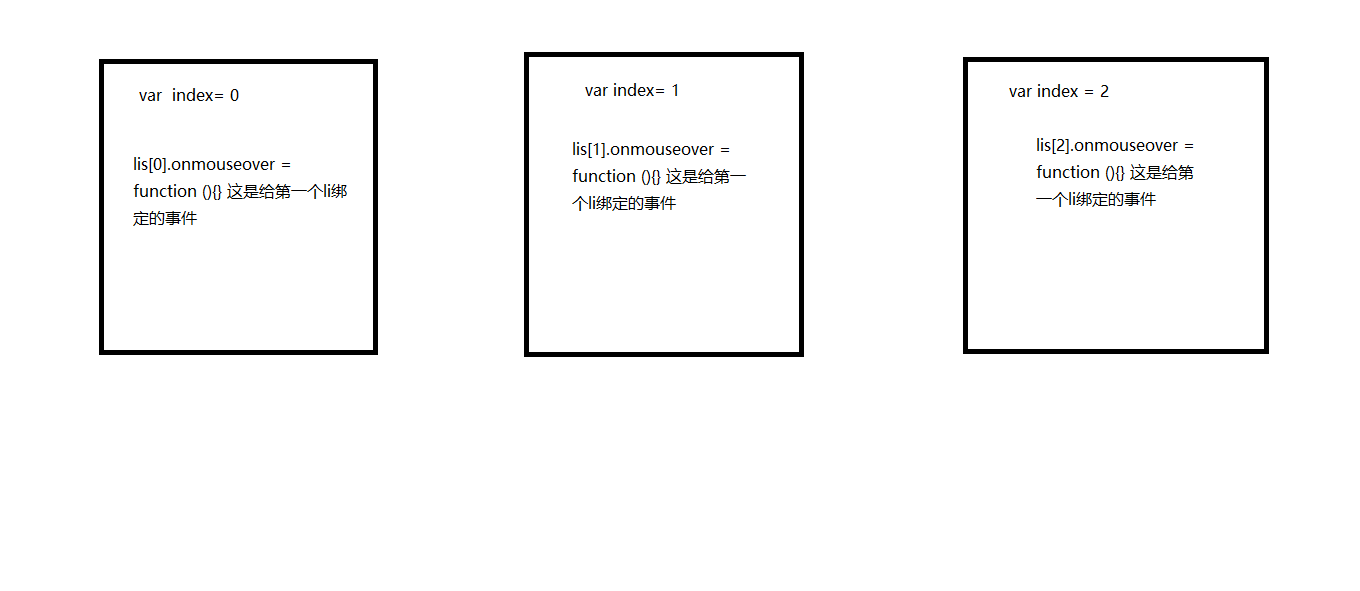 var  index= 0
lis[0].onmouseover =
function (){} 这是给第一个li绑
定的事件
var index= 1
lis[1].onmouseover =
function (){} 这是给第一
个li绑定的事件
var index = 2
lis[2].onmouseover =
function (){} 这是给第
一个li绑定的事件